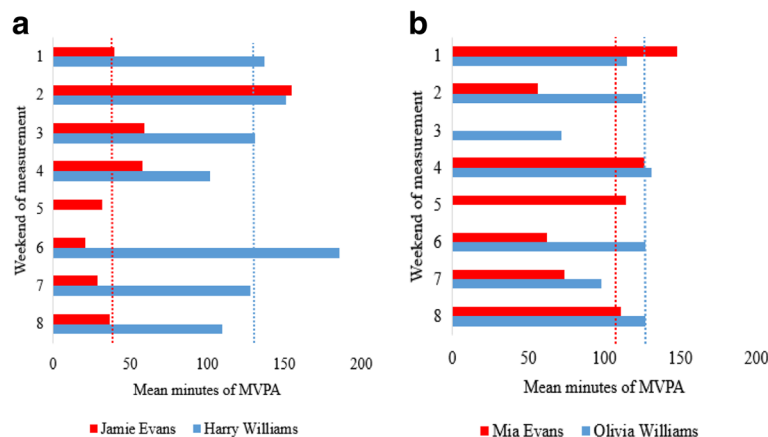 a
Weekend of measurement
1
2
3
4
5
6
7
8
0 50 100 150 200
Mean minutes of MVPA
Jamie Evans Harry Williams
b
Weekend of measurement
1
2
3
4
5
6
7
8
0 50 100 150 200
Mean minutes of MVPA
Mia Evans Olivia Williams